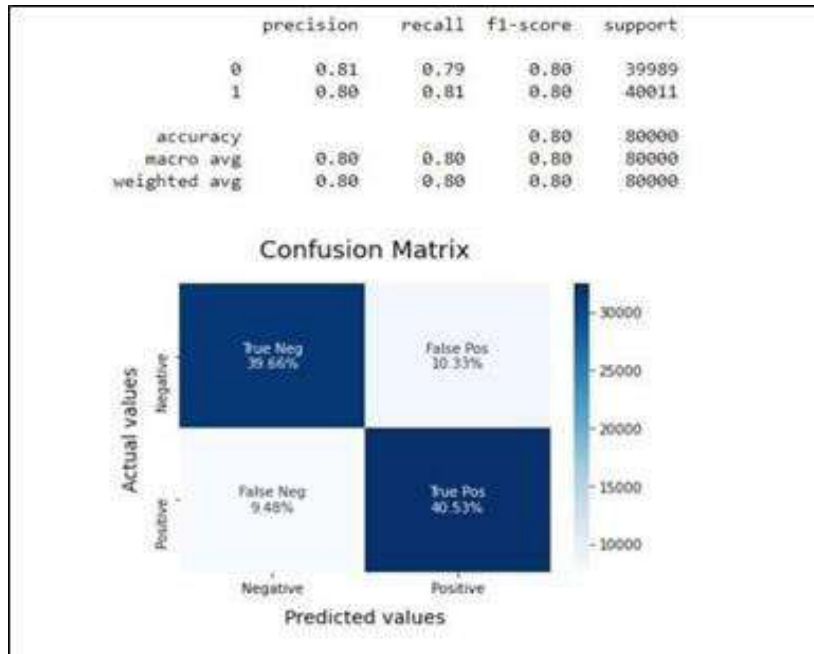 precision recall f1-score support
0 0.81 0.79 0.80 39989
1 0.80 0.81 0.80 40011
accuracy 0.80 80000
macro avg 0.80 0.80 0.80 80000
weighted avg 0.80 0.80 0.80 80000
Confusion Matrix
Actual values
Negative
Positive
True Neg
39.66%
False Pos
10.33%
False Neg
9.48%
True Pos
40.53%
Negative Positive
Predicted values
30000
25000
20000
15000
10000